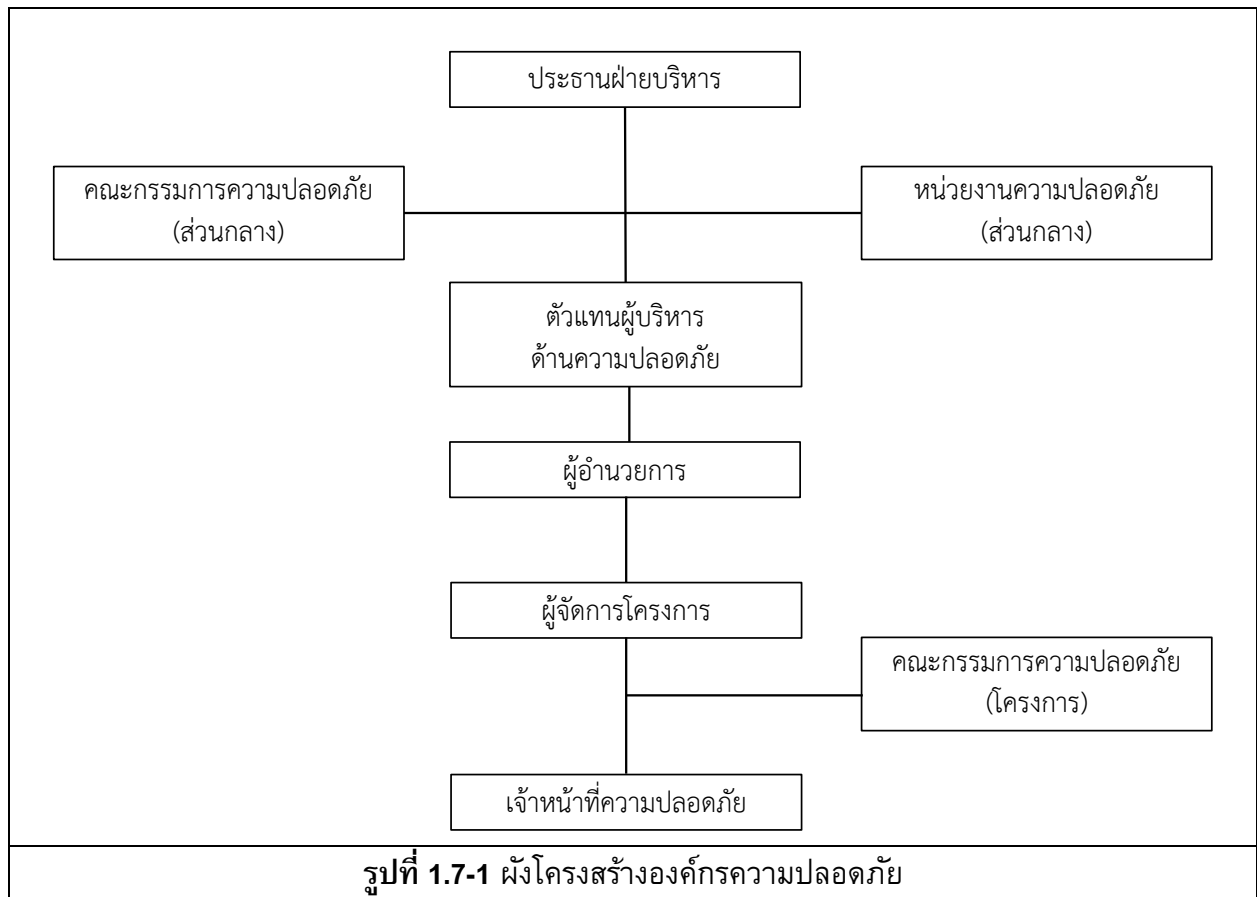 ประธานฝ่ายบริหาร
คณะกรรมการความปลอดภัย
(ส่วนกลาง)
หน่วยงานความปลอดภัย
(ส่วนกลาง)
ตัวแทนผู้บริหาร
ด้านความปลอดภัย
ผู้อำนวยการ
ผู้จัดการโครงการ
คณะกรรมการความปลอดภัย
(โครงการ)
เจ้าหน้าที่ความปลอดภัย
รูปที่ 1.7-1 ผังโครงสร้างองค์กรความปลอดภัย